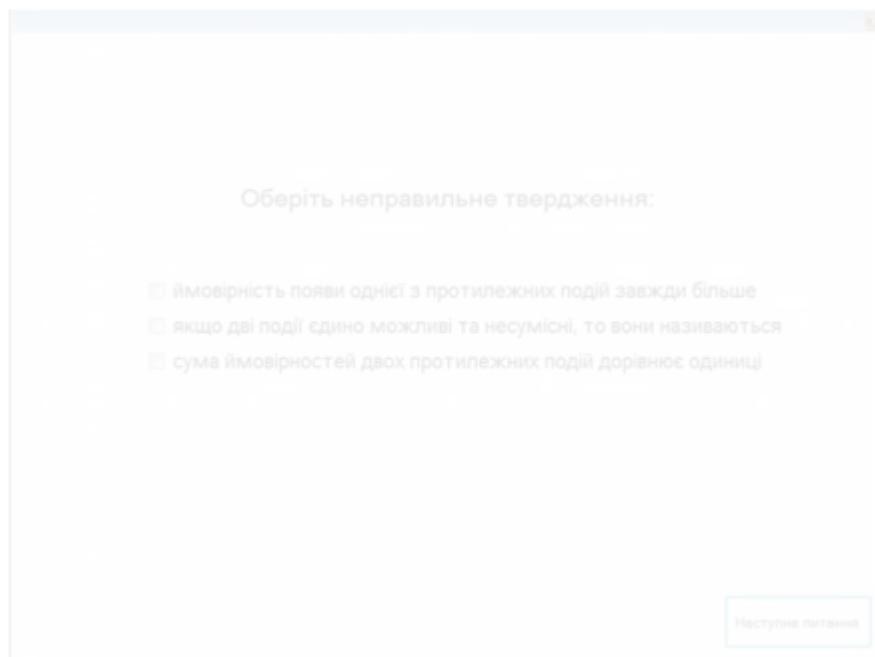 Оберіть неправильне твердження:
ймовірність появи однієї з протилежних подій завжди більше
якщо дві події єдино можливі та несумісні, то вони називаються
сума ймовірностей двох протилежних подій дорівнює одиниці
Наступне питання